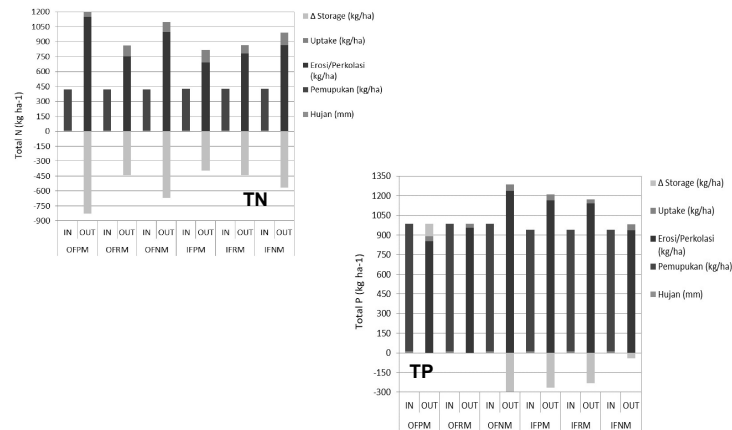 1200
1050
900
750
600
450
300
150
0
-150
-300
-450
-600
-750
-900
Total N (kg ha-1)
TN
IN OUT IN OUT IN OUT IN OUT IN OUT IN OUT
OFPM OFRM OFNM IFPM IFRM IFNM
Δ Storage (kg/ha)
Uptake (kg/ha)
Erosi/Perkolasi
(kg/ha)
Pemupukan (kg/ha)
Hujan (mm)
1350
1200
1050
900
750
600
450
300
150
0
-150
-300
Total P (kg ha-1)
TP
IN OUT IN OUT IN OUT IN OUT IN OUT IN OUT
OFPM OFRM OFNM IFPM IFRM IFNM
Δ Storage (kg/ha)
Uptake (kg/ha)
Erosi/Perkolasi
(kg/ha)
Pemupukan (kg/ha)
Hujan (mm)